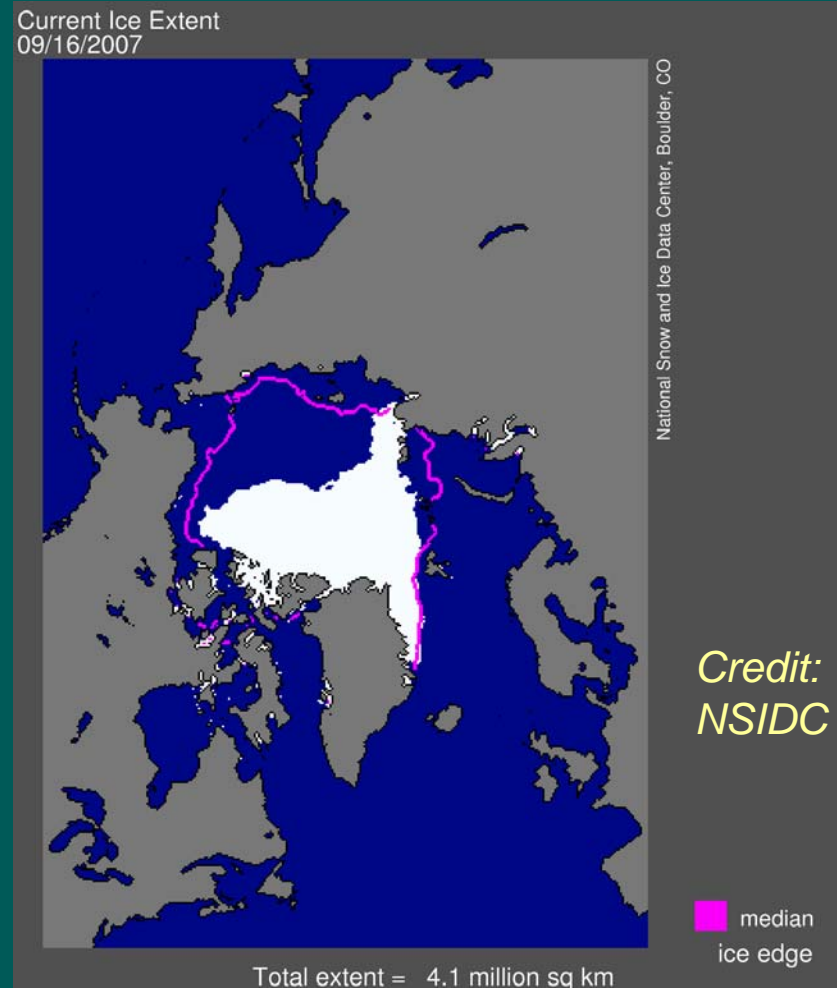 Current Ice Extent
09/16/2007
National Snow and Ice Data Center, Boulder, CO
Credit:
NSIDC
median
ice edge
Total extent = 4.1 million sq km